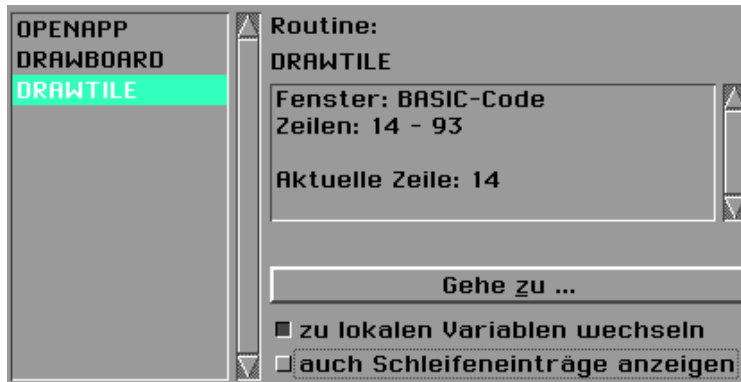 OPENAPP
DRAWBOARD
DRAWTILE
Routine:
DRAWTILE
Fenster: BASIC-Code
Zeilen: 14 - 93
Aktuelle Zeile: 14
Gehe zu ...
zu lokalen Variablen wechseln
auch Schleifeneinträge anzeigen